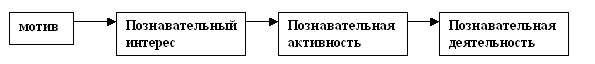 мотив
Познавательный
интерес
Познавательная
активность
Познавательная
деятельность